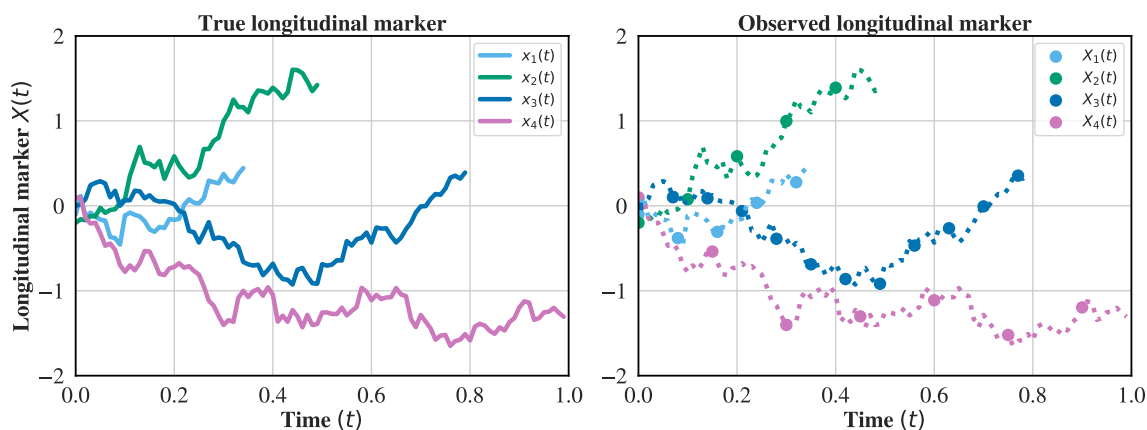 True longitudinal marker
Longitudinal marker X(t)
2
1
0
−1
−2
x₁(t)
x₂(t)
x₃(t)
x₄(t)
0.0 0.2 0.4 0.6 0.8 1.0
Time (t)
Observed longitudinal marker
2
1
0
−1
−2
X₁(t)
X₂(t)
X₃(t)
X₄(t)
0.0 0.2 0.4 0.6 0.8 1.0
Time (t)